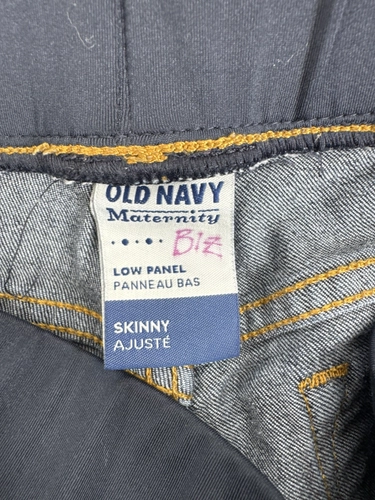 OLD NAVY
Maternity
BIZ
LOW PANEL
PANNEAU BAS
SKINNY
AJUSTÉ